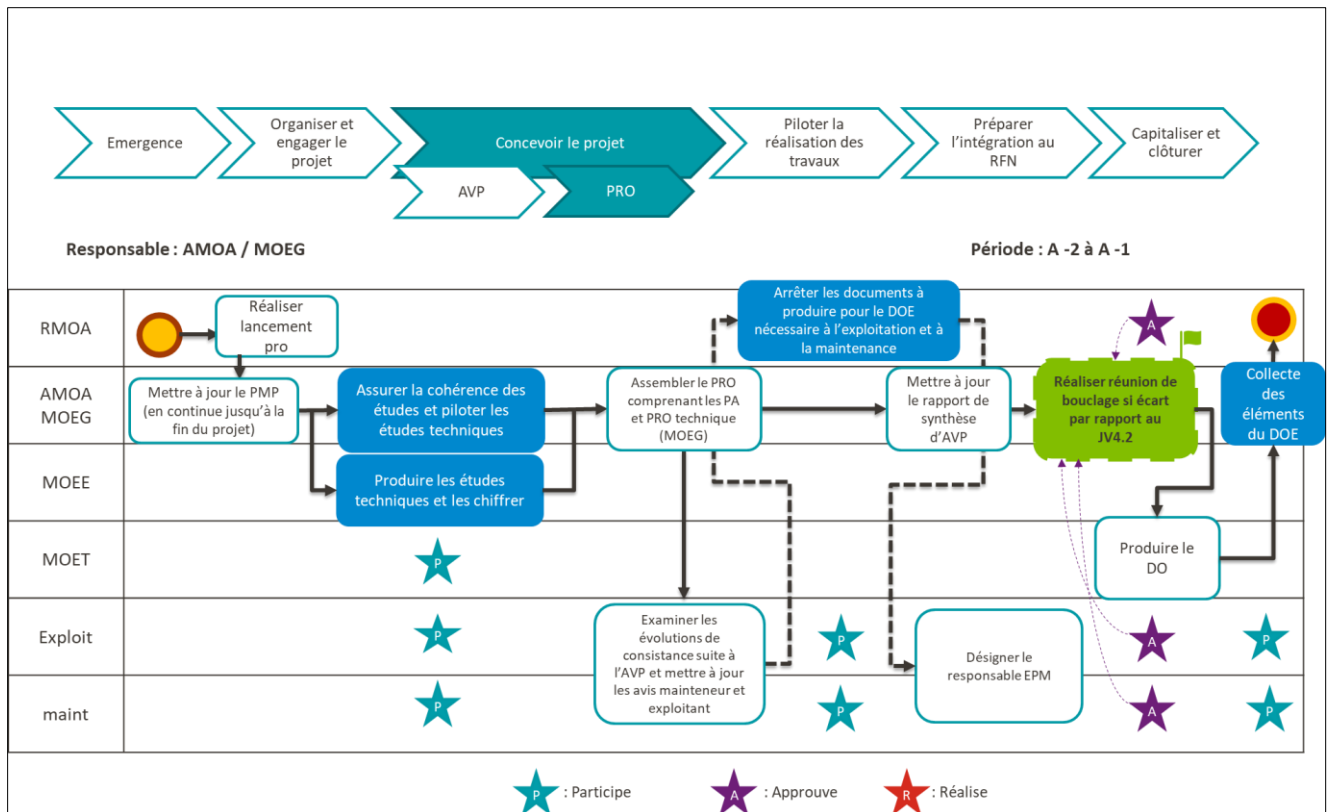 Emergence
Organiser et
engager le
projet
Concevoir le projet
Piloter la
réalisation des
travaux
Préparer
l'intégration au
RFN
Capitaliser et
clôturer
AVP
PRO
Responsable : AMOA / MOEG
Période : A -2 à A -1
RMOA
Réaliser
lancement
pro
Arrêter les documents à
produire pour le DOE
nécessaire à l'exploitation et à
la maintenance
A
AMOA
MOEG
Mettre à jour le PMP
(en continue jusqu'à la
fin du projet)
Assurer la cohérence des
études et piloter les
études techniques
Assembler le PRO
comprenant les PA
et PRO technique
(MOEG)
Mettre à jour
le rapport de
synthèse
d'AVP
Réaliser réunion de
bouclage si écart
par rapport au
JV4.2
Collecte
des
éléments
du DOE
MOEE
Produire les études
techniques et les chiffrer
MOET
P
Produire le
DO
Exploit
P
Examiner les
évolutions de
consistance suite à
l'AVP et mettre à jour
les avis mainteneur et
exploitant
P
Désigner le
responsable EPM
A
P
maint
P
P
A
P
P : Participe
A : Approuve
R : Réalise